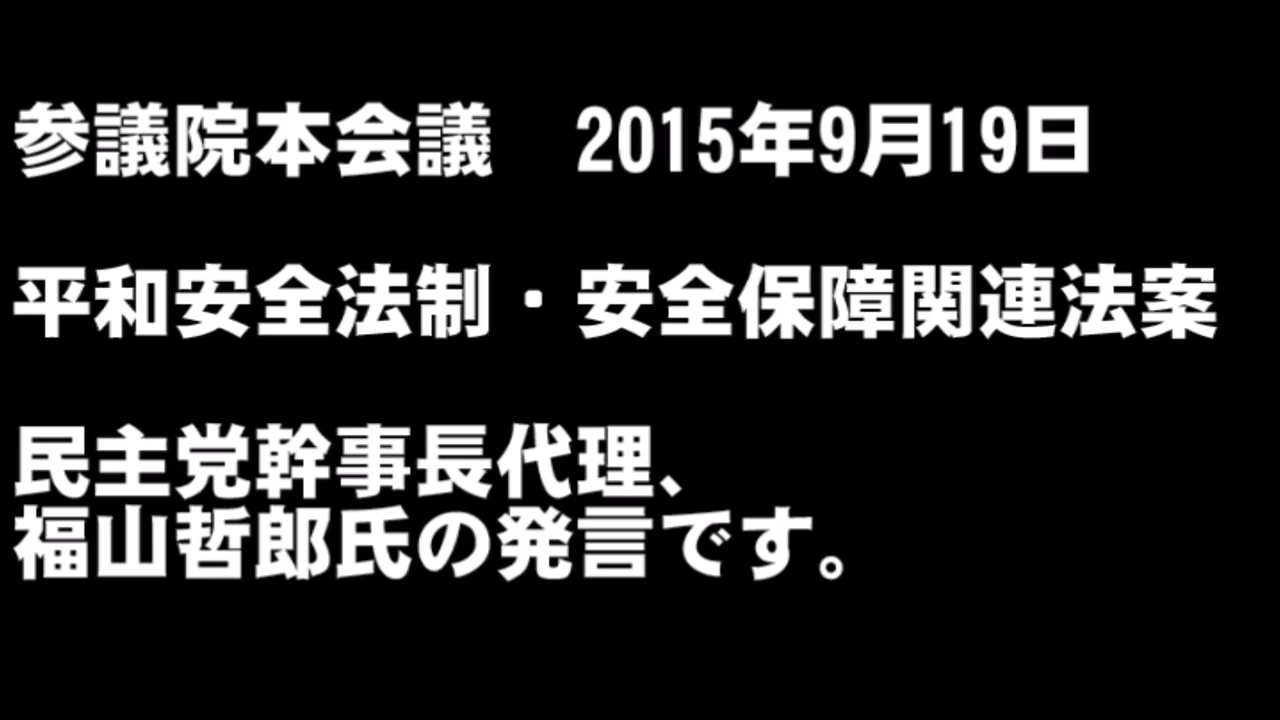 参議院本会議　2015年9月19日
平和安全法制・安全保障関連法案
民主党幹事長代理、
福山哲郎氏の発言です。